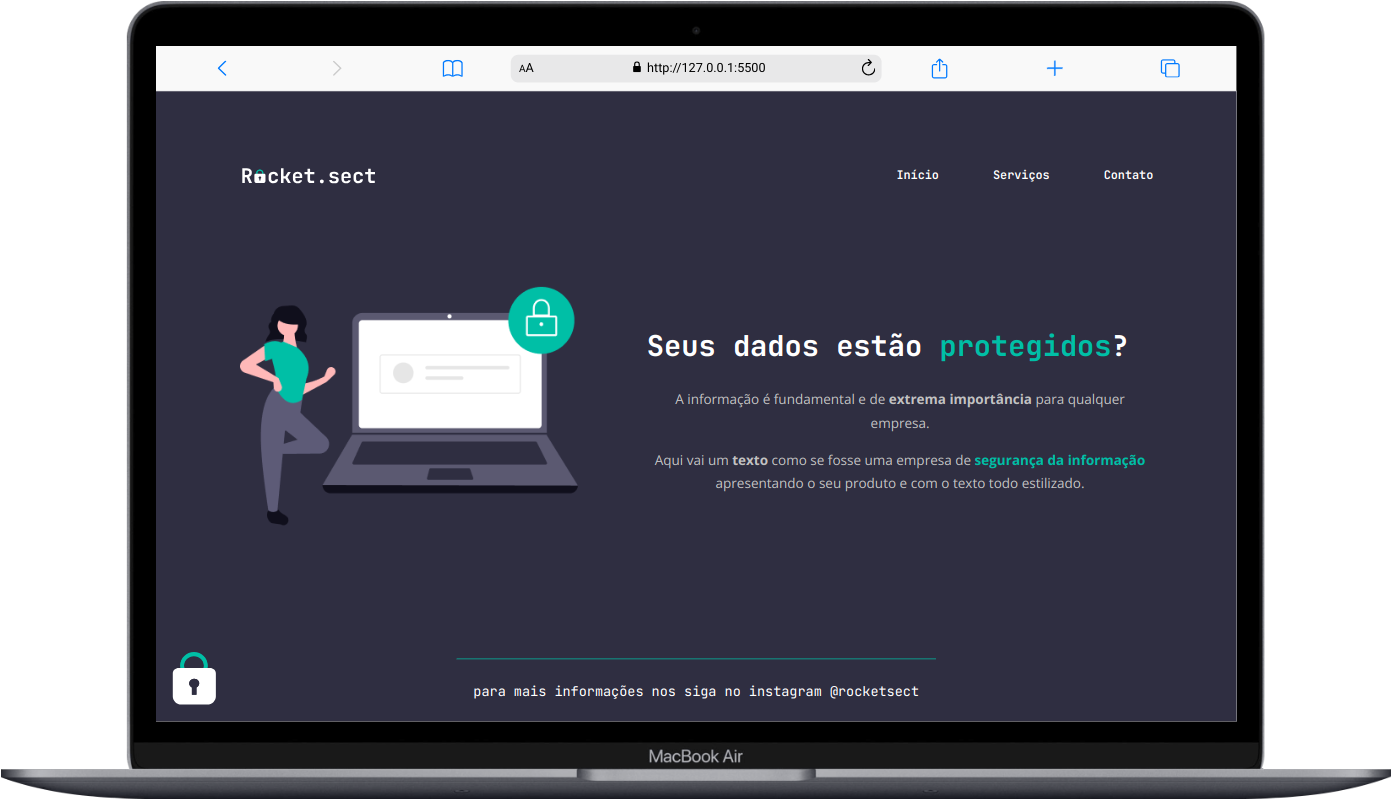 AA
http://127.0.0.1:5500
Rocket.sect
Início Serviços Contato
Seus dados estão protegidos?
A informação é fundamental e de extrema importância para qualquer
empresa.
Aqui vai um texto como se fosse uma empresa de segurança da informação
apresentando o seu produto e com o texto todo estilizado.
para mais informações nos siga no instagram @rocketsect
MacBook Air